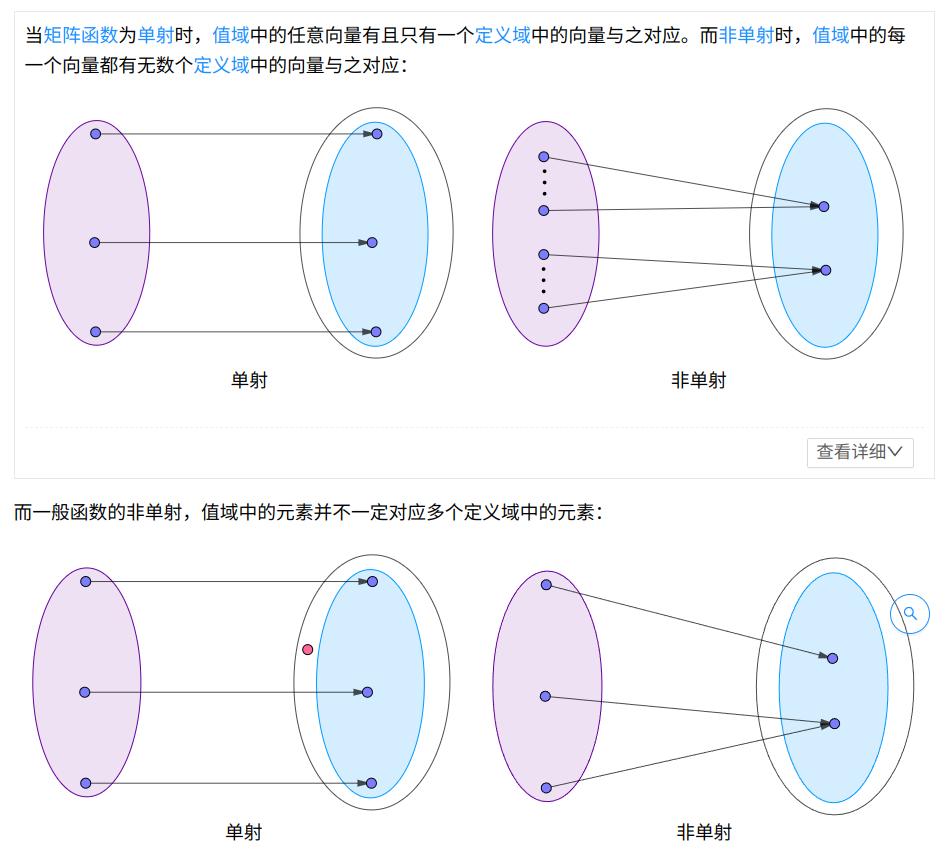 当矩阵函数为单射时，值域中的任意向量有且只有一个定义域中的向量与之对应。而非单射时，值域中的每
一个向量都有无数个定义域中的向量与之对应：
单射
非单射
查看详细
而一般函数的非单射，值域中的元素并不一定对应多个定义域中的元素：
单射
非单射